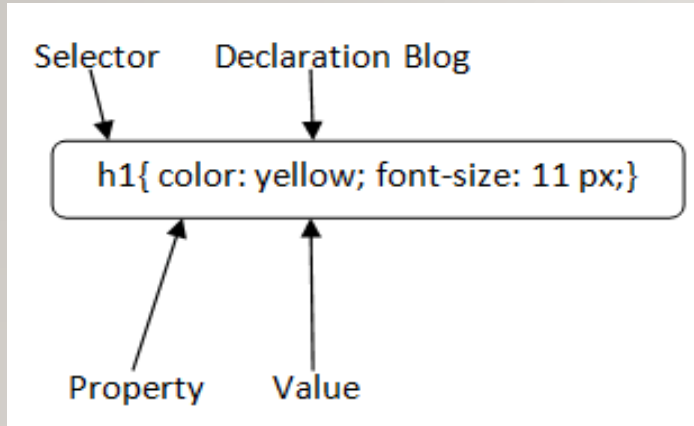 Selector Declaration Blog
h1{ color: yellow; font-size: 11 px;}
Property Value